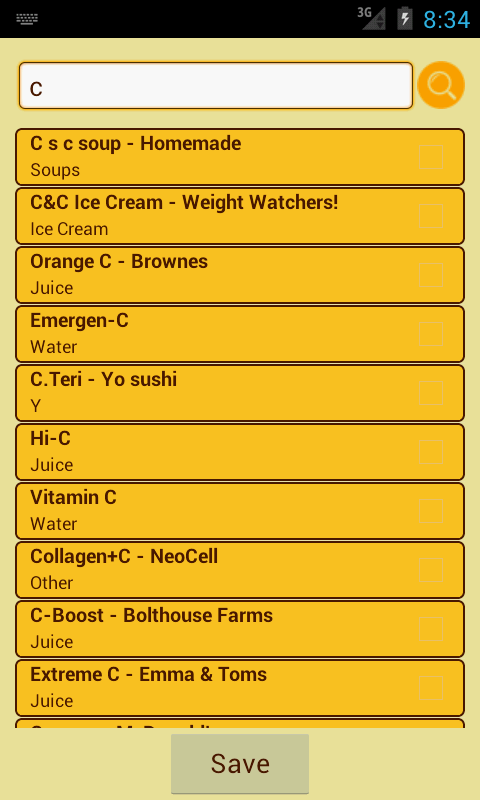 3G 8:34
C
C s c soup - Homemade
Soups
C&C Ice Cream - Weight Watchers!
Ice Cream
Orange C - Brownes
Juice
Emergen-C
Water
C.Teri - Yo sushi
Y
Hi-C
Juice
Vitamin C
Water
Collagen+C - NeoCell
Other
C-Boost - Bolthouse Farms
Juice
Extreme C - Emma & Toms
Juice
Save